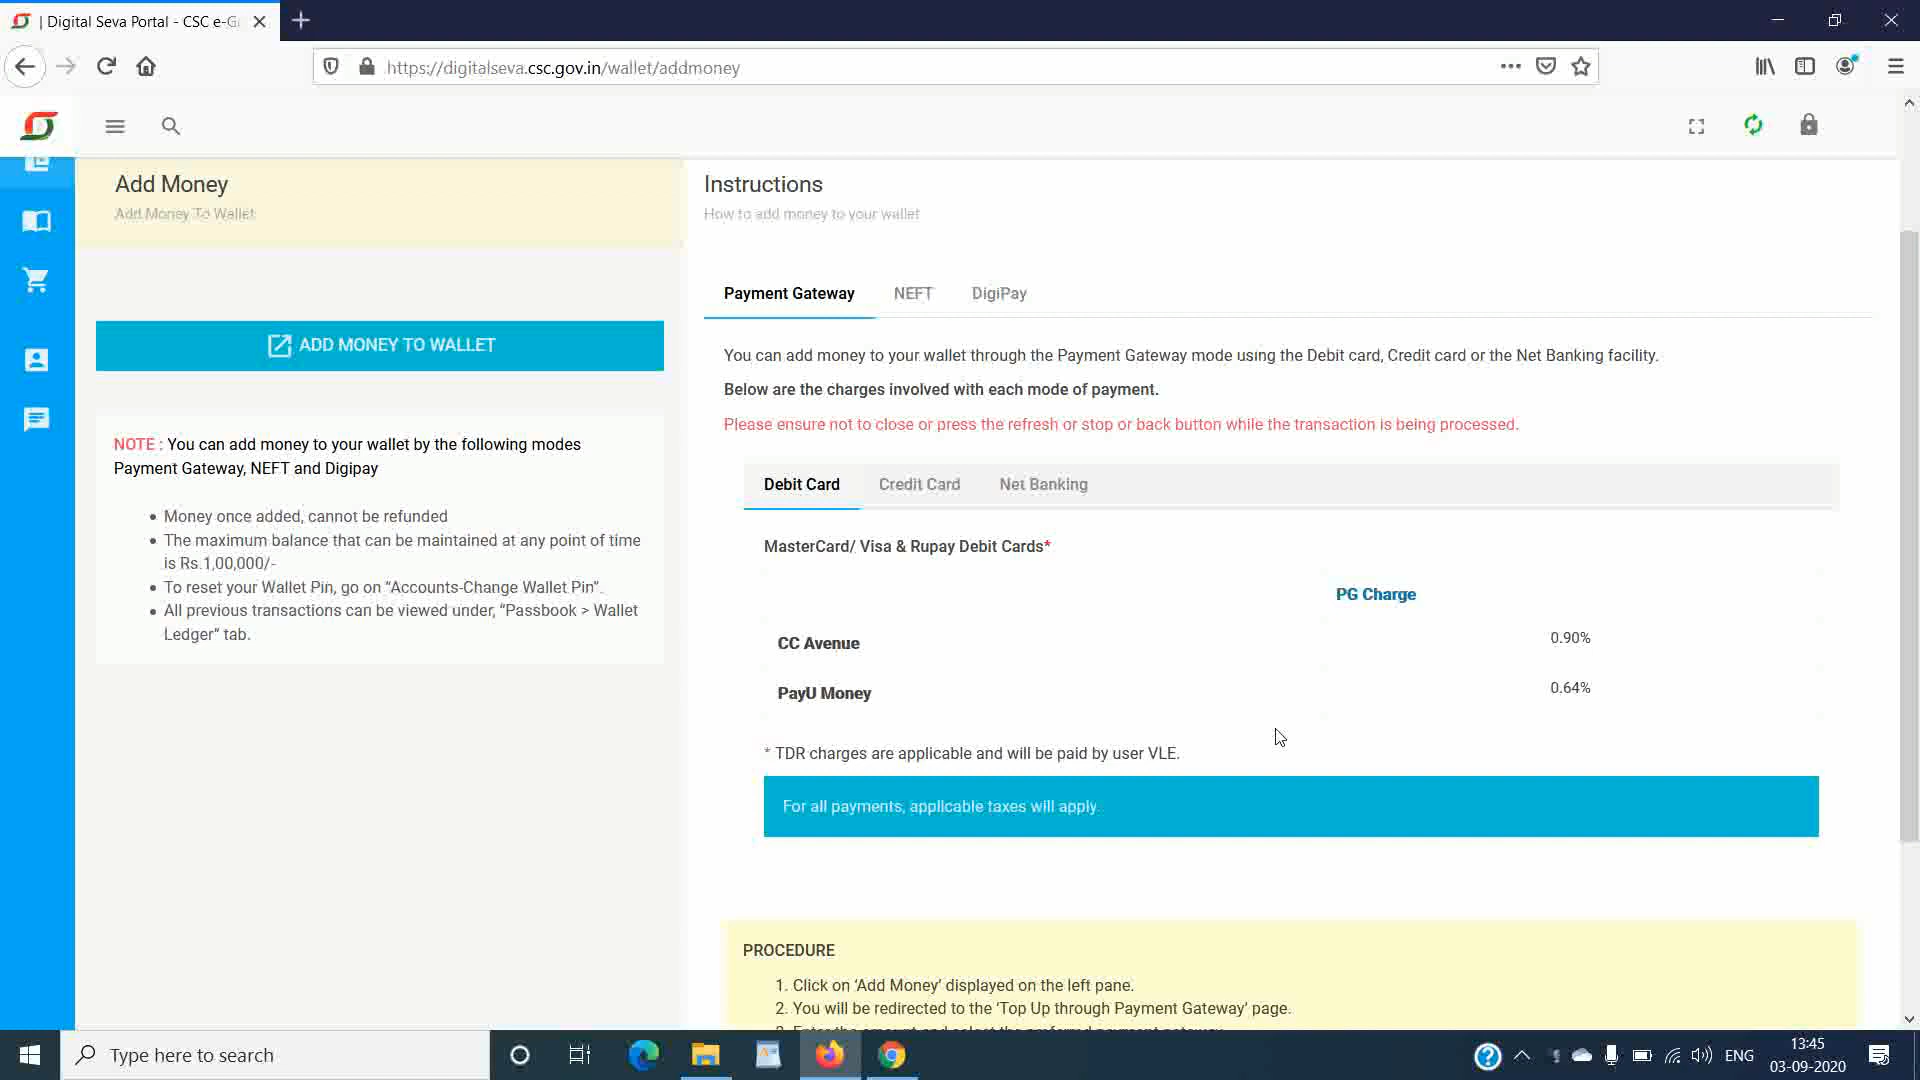 | Digital Seva Portal - CSC e-G
https://digitalseva.csc.gov.in/wallet/addmoney
Add Money
Add Money To Wallet
ADD MONEY TO WALLET
NOTE : You can add money to your wallet by the following modes
Payment Gateway, NEFT and Digipay
• Money once added, cannot be refunded
• The maximum balance that can be maintained at any point of time
is Rs.1,00,000/-
• To reset your Wallet Pin, go on “Accounts-Change Wallet Pin”.
• All previous transactions can be viewed under, “Passbook > Wallet
Ledger” tab.
Instructions
How to add money to your wallet
Payment Gateway NEFT DigiPay
You can add money to your wallet through the Payment Gateway mode using the Debit card, Credit card or the Net Banking facility.
Below are the charges involved with each mode of payment.
Please ensure not to close or press the refresh or stop or back button while the transaction is being processed.
Debit Card Credit Card Net Banking
MasterCard/ Visa & Rupay Debit Cards*
PG Charge
CC Avenue 0.90%
PayU Money 0.64%
* TDR charges are applicable and will be paid by user VLE.
For all payments, applicable taxes will apply.
PROCEDURE
1. Click on ‘Add Money’ displayed on the left pane.
2. You will be redirected to the ‘Top Up through Payment Gateway’ page.
Type here to search
ENG
13:45
03-09-2020